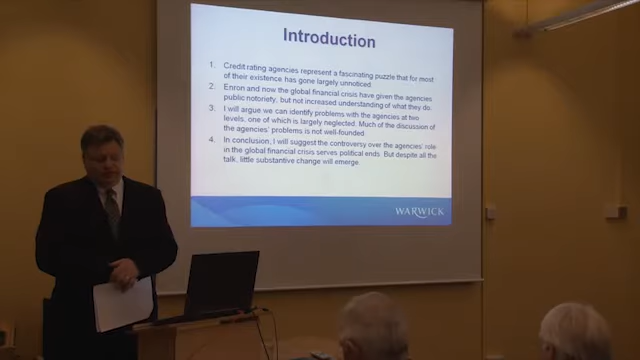 Introduction
1. Credit rating agencies represent a fascinating puzzle that for most
of their existence has gone largely unnoticed.
2. Enron and now the global financial crisis have given the agencies
public notoriety, but not increased understanding of what they do.
3. I will argue we can identify problems with the agencies at two
levels, one of which is largely neglected. Much of the discussion of
the agencies' problems is not well-founded.
4. In conclusion, I will suggest the controversy over the agencies' role
in the global financial crisis serves political ends. But despite all the
talk, little substantive change will emerge.
WARWICK